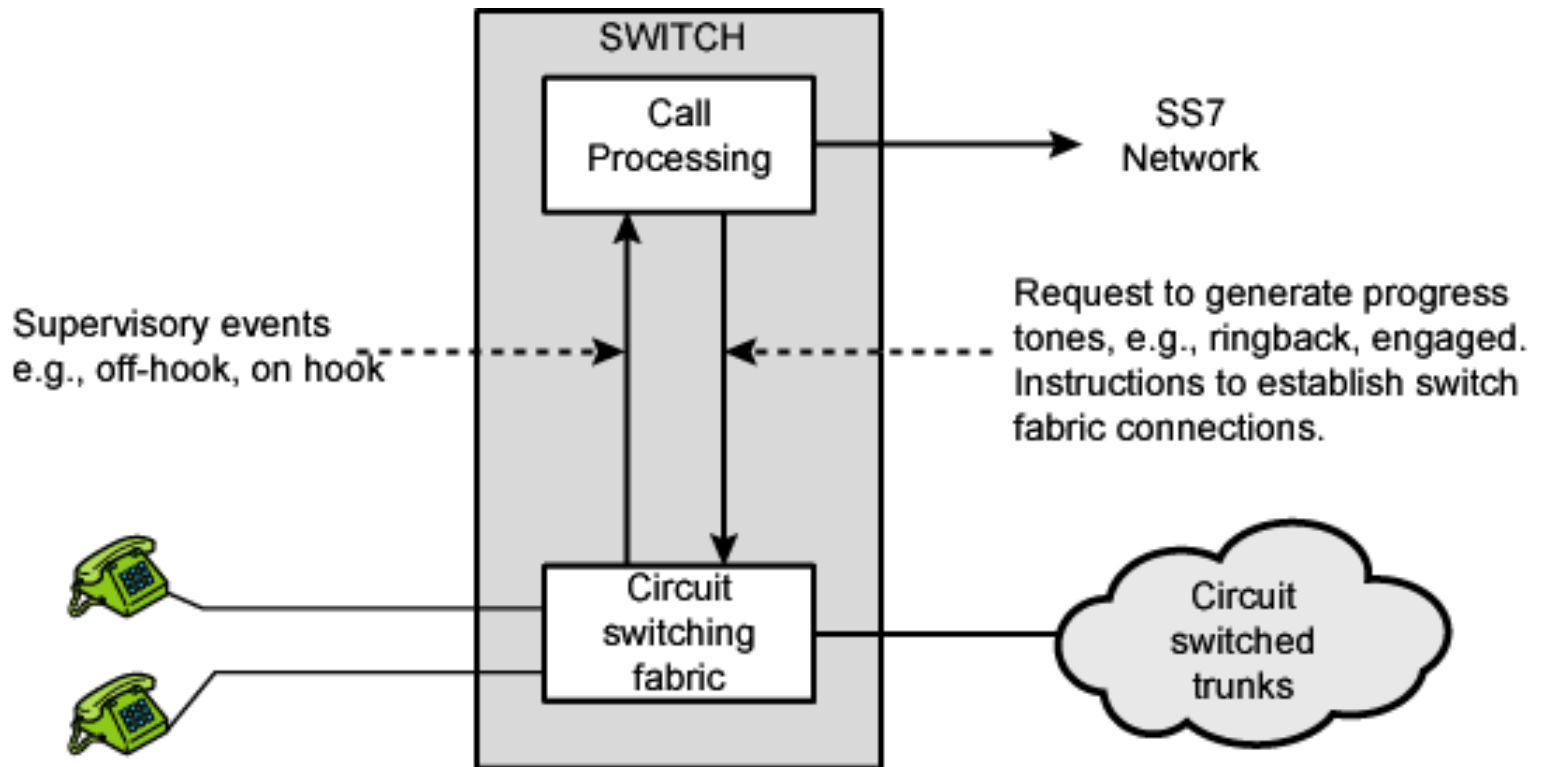 SWITCH
Call
Processing
SS7
Network
Supervisory events
e.g., off-hook, on hook
Request to generate progress
tones, e.g., ringback, engaged.
Instructions to establish switch
fabric connections.
Circuit
switching
fabric
Circuit
switched
trunks